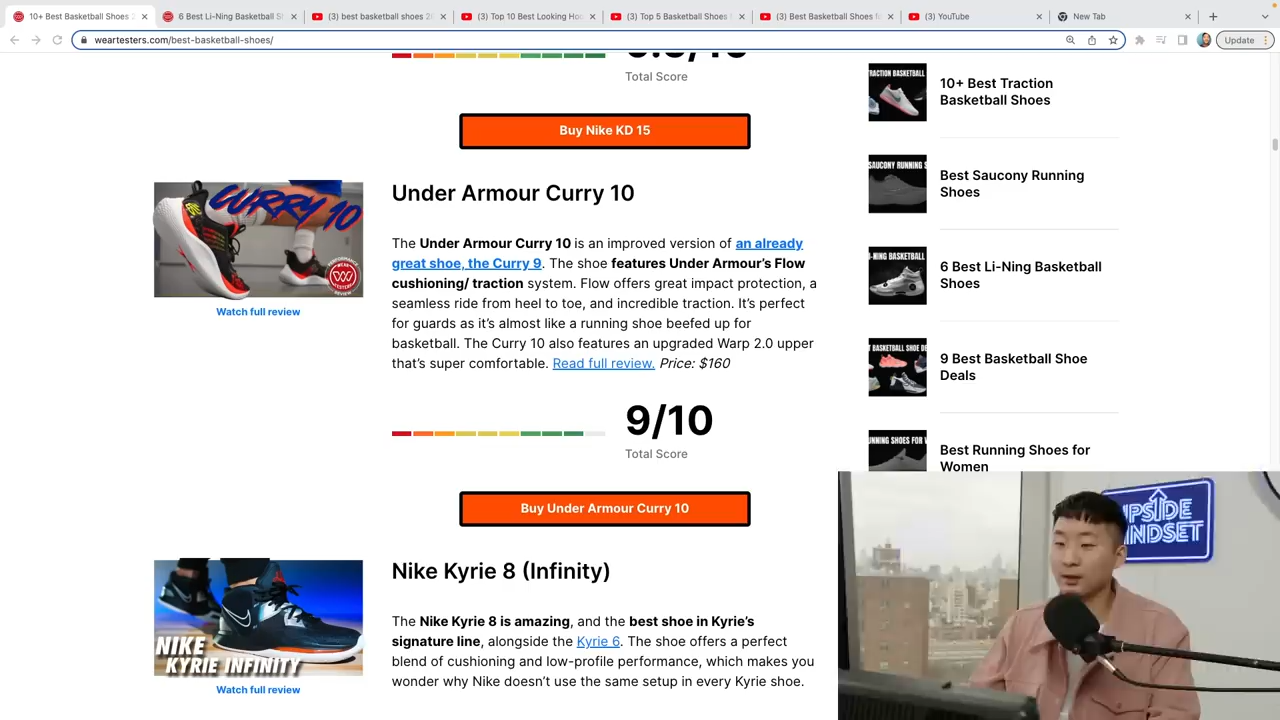 10+ Best Basketball Shoes 2
6 Best Li-Ning Basketball Sh
(3) best basketball shoes 20
(3) Top 10 Best Looking Hoo
(3) Top 5 Basketball Shoes
(3) Best Basketball Shoes fo
(3) YouTube
New Tab
weartesters.com/best-basketball-shoes/
Update
Total Score
Buy Nike KD 15
CURRY 10
Watch full review
Under Armour Curry 10
The Under Armour Curry 10 is an improved version of an already
great shoe, the Curry 9. The shoe features Under Armour’s Flow
cushioning/ traction system. Flow offers great impact protection, a
seamless ride from heel to toe, and incredible traction. It’s perfect
for guards as it’s almost like a running shoe beefed up for
basketball. The Curry 10 also features an upgraded Warp 2.0 upper
that’s super comfortable. Read full review. Price: $160
9/10
Total Score
Buy Under Armour Curry 10
NIKE
KYRIE INFINITY
Watch full review
Nike Kyrie 8 (Infinity)
The Nike Kyrie 8 is amazing, and the best shoe in Kyrie’s
signature line, alongside the Kyrie 6. The shoe offers a perfect
blend of cushioning and low-profile performance, which makes you
wonder why Nike doesn’t use the same setup in every Kyrie shoe.
TRACTION BASKETBALL
10+ Best Traction
Basketball Shoes
SAUCONY RUNNING S
Best Saucony Running
Shoes
I-NING BASKETBALL
6 Best Li-Ning Basketball
Shoes
T BASKETBALL SHOE DE
9 Best Basketball Shoe
Deals
UNNING SHOES FOR W
Best Running Shoes for
Women
UPSIDE
MINDSET